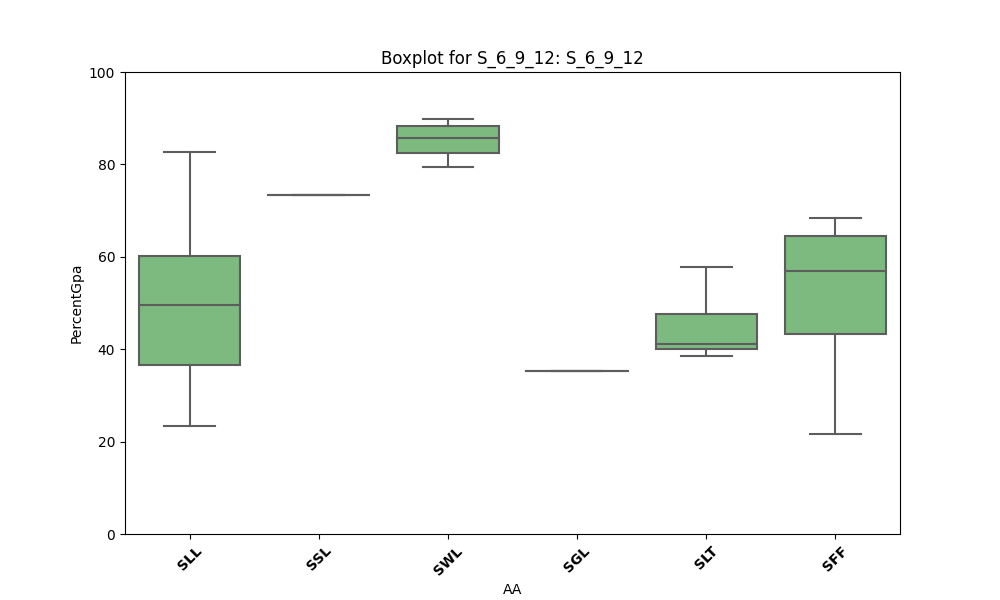 Boxplot for S_6_9_12: S_6_9_12
PercentGpa
100
80
60
40
20
0
SLL
SSL
SWL
SGL
SLT
SFF
AA